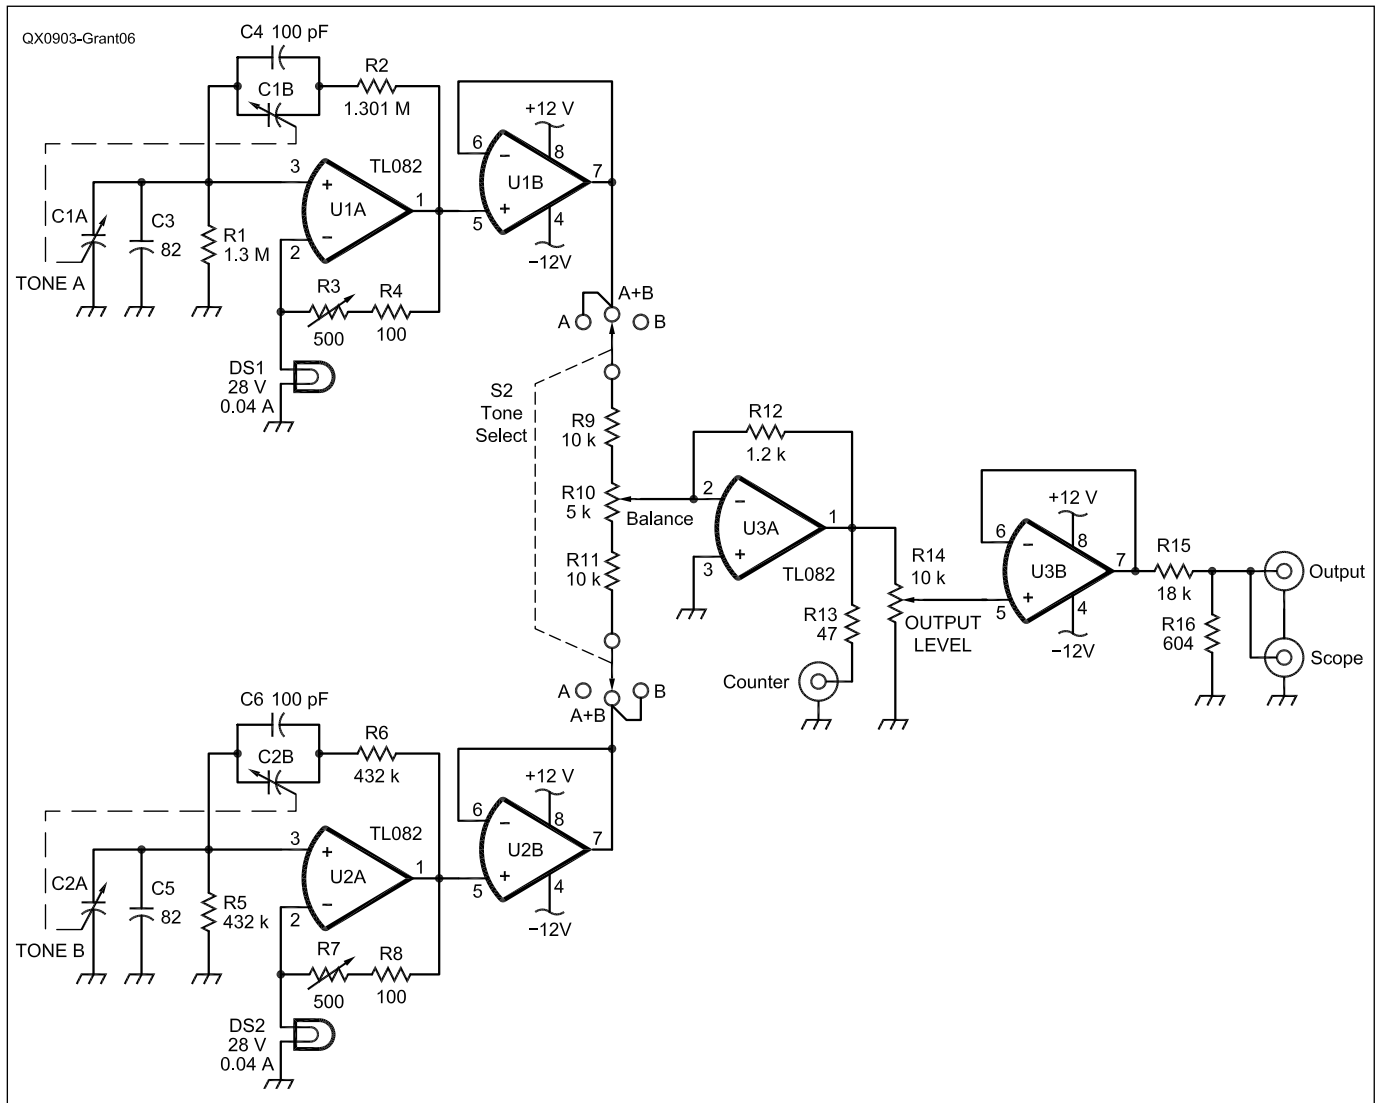 QX0903-Grant06
C4 100 pF
C1B
R2
1.301 M
+12 V
6
−
8
7
U1B
+
5
4
−12V
TL082
3
+
U1A
1
−
2
C1A
C3
82
R1
1.3 M
TONE A
R3
500
R4
100
DS1
28 V
0.04 A
A+B
A
B
S2
Tone
Select
R9
10 k
R10
5 k
Balance
R11
10 k
R12
1.2 k
2
−
U3A
1
+
3
TL082
R13
47
Counter
R14
10 k
OUTPUT
LEVEL
+12 V
6
−
8
7
U3B
+
5
4
−12V
R15
18 k
R16
604
Output
Scope
A
B
A+B
C6 100 pF
C2B
R6
432 k
+12 V
6
−
8
7
U2B
+
5
4
−12V
TL082
3
+
U2A
1
−
2
C2A
C5
82
R5
432 k
TONE B
R7
500
R8
100
DS2
28 V
0.04 A